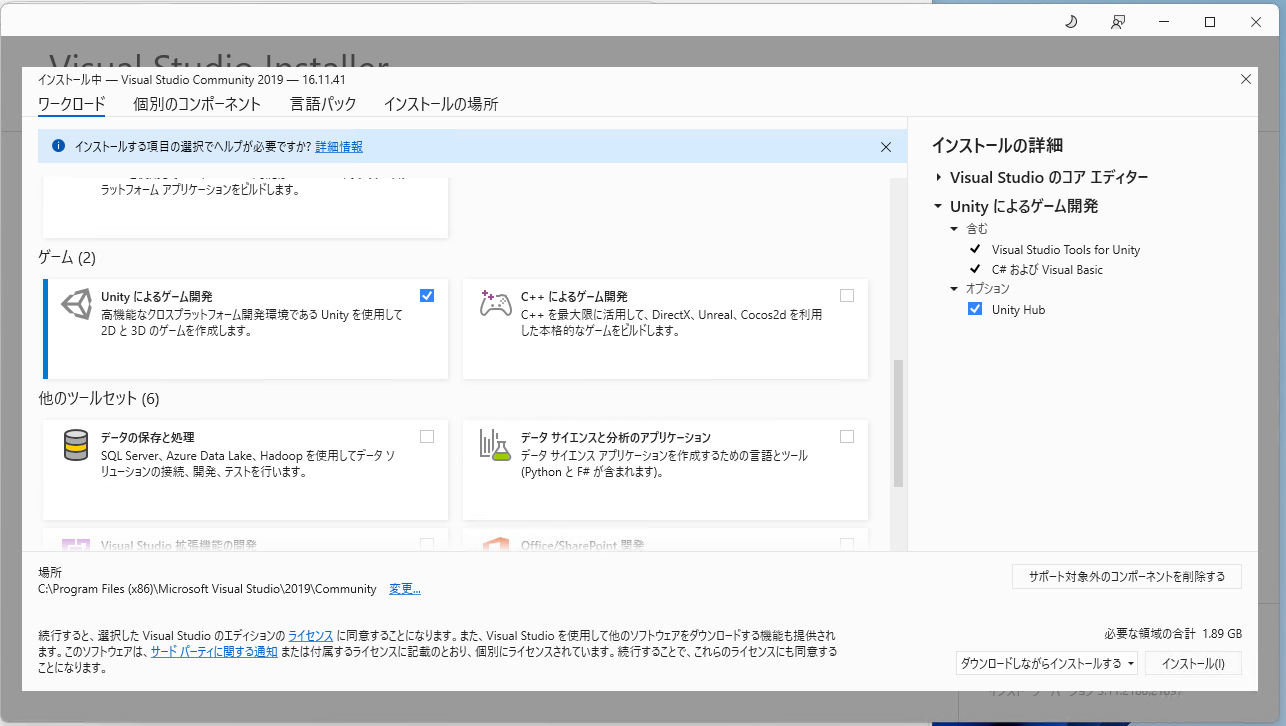 Visual Studio Installer
インストール中 — Visual Studio Community 2019 — 16.11.41
ワークロード 個別のコンポーネント 言語パック インストールの場所
インストールする項目の選択でヘルプが必要ですか? 詳細情報
ラットフォーム アプリケーションをビルドします。
ゲーム (2)
Unity によるゲーム開発
高機能なクロスプラットフォーム開発環境である Unity を使用して
2D と 3D のゲームを作成します。
C++ によるゲーム開発
C++ を最大限に活用して、DirectX、Unreal、Cocos2d を利用
した本格的なゲームをビルドします。
他のツールセット (6)
データの保存と処理
SQL Server、Azure Data Lake、Hadoop を使用してデータ ソ
リューションの接続、開発、テストを行います。
データ サイエンスと分析のアプリケーション
データ サイエンス アプリケーションを作成するための言語とツール
(Python と F# が含まれます)。
Visual Studio 拡張機能の開発
Office/SharePoint 開発
インストールの詳細
Visual Studio のコア エディター
Unity によるゲーム開発
含む
Visual Studio Tools for Unity
C# および Visual Basic
オプション
Unity Hub
場所
C:\Program Files (x86)\Microsoft Visual Studio\2019\Community 変更...
サポート対象外のコンポーネントを削除する
続行すると、選択した Visual Studio のエディションの ライセンス に同意することになります。また、Visual Studio を使用して他のソフトウェアをダウンロードする機能も提供され
ます。このソフトウェアは、サード パーティに関する通知 または付属するライセンスに記載のとおり、個別にライセンスされています。続行することで、これらのライセンスにも同意する
ことになります。
必要な領域の合計 1.89 GB
ダウンロードしながらインストールする インストール(I)